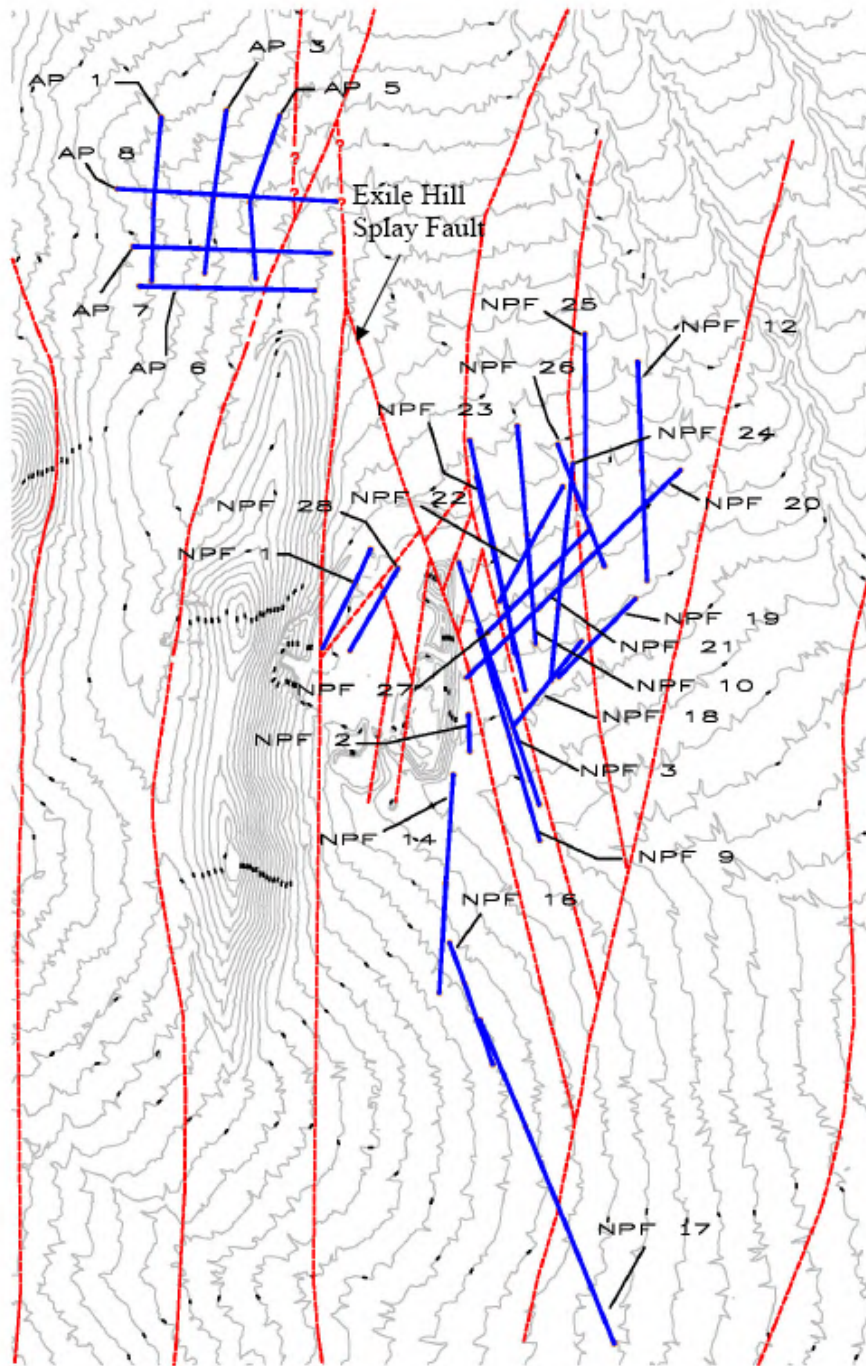 AP 3
AP 1
AP 5
AP 8
?
?
?
?
Exile Hill
Splay Fault
AP 7
AP 6
NPF 25
NPF 12
NPF 26
NPF 23
NPF 24
NPF 22
NPF 20
NPF 28
NPF 1
NPF 19
NPF 21
NPF 27
NPF 10
NPF 18
NPF 2
NPF 3
NPF 14
NPF 9
NPF 16
NPF 17